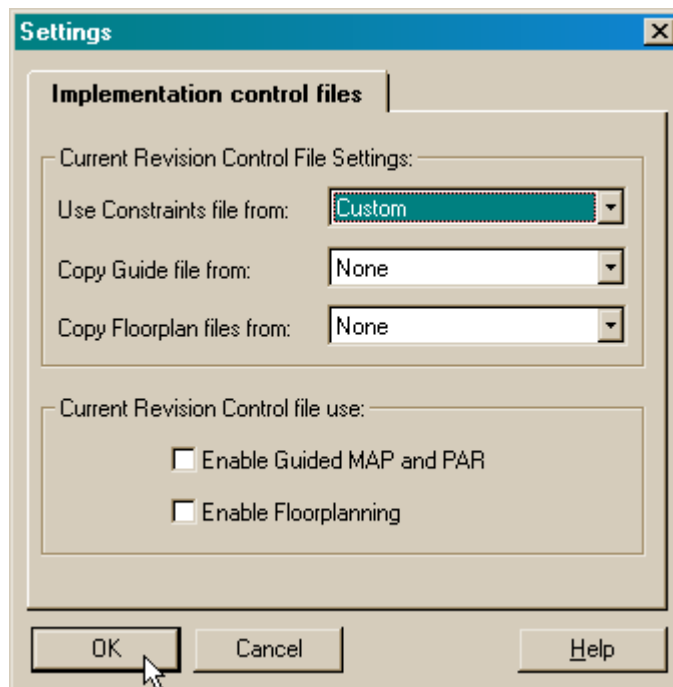 Settings
Implementation control files
Current Revision Control File Settings:
Use Constraints file from: Custom
Copy Guide file from: None
Copy Floorplan files from: None
Current Revision Control file use:
Enable Guided MAP and PAR
Enable Floorplanning
OK Cancel Help